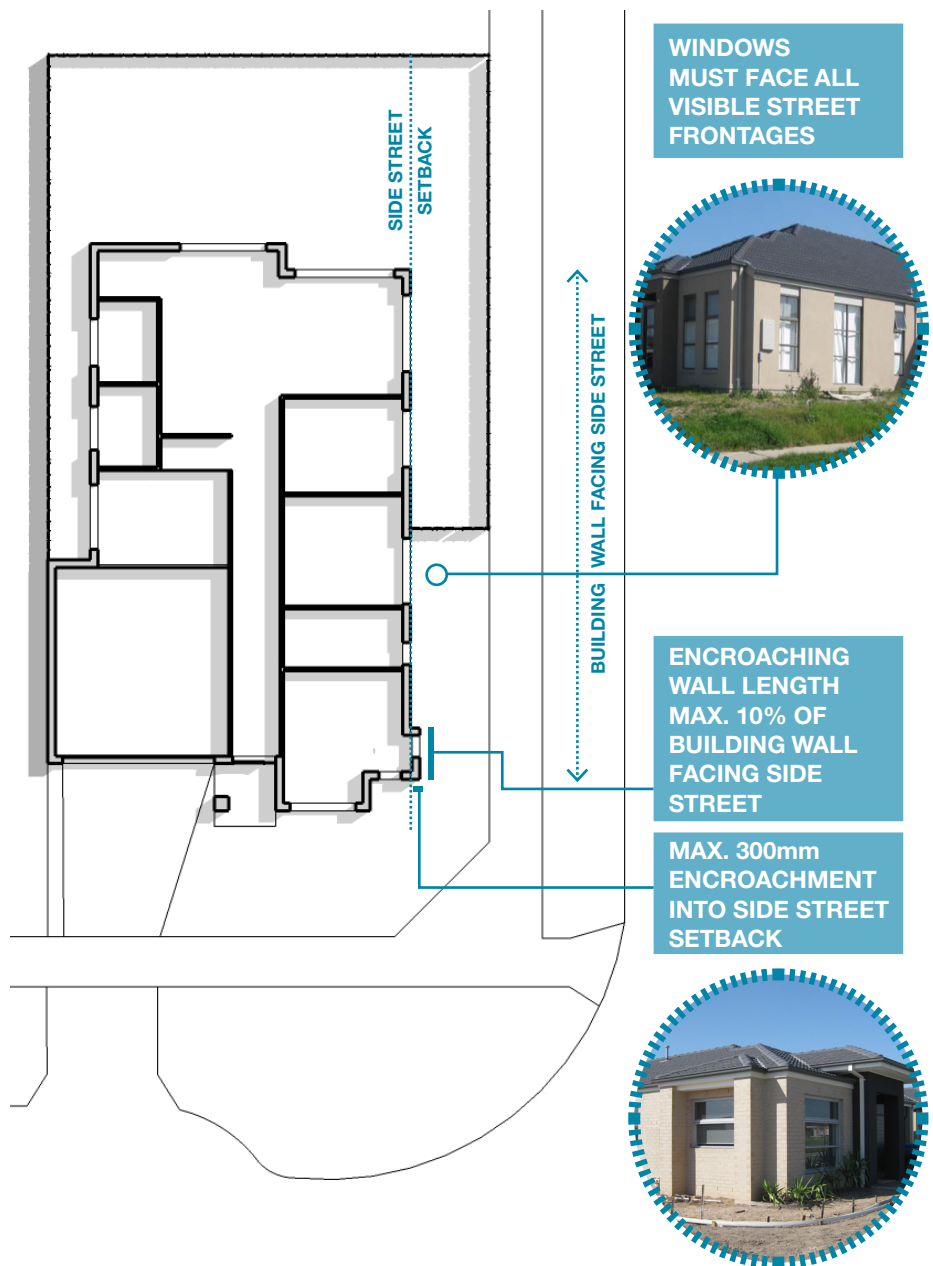 WINDOWS
MUST FACE ALL
VISIBLE STREET
FRONTAGES
SIDE STREET
SETBACK
BUILDING WALL FACING SIDE STREET
ENCROACHING
WALL LENGTH
MAX. 10% OF
BUILDING WALL
FACING SIDE
STREET
MAX. 300mm
ENCROACHMENT
INTO SIDE STREET
SETBACK